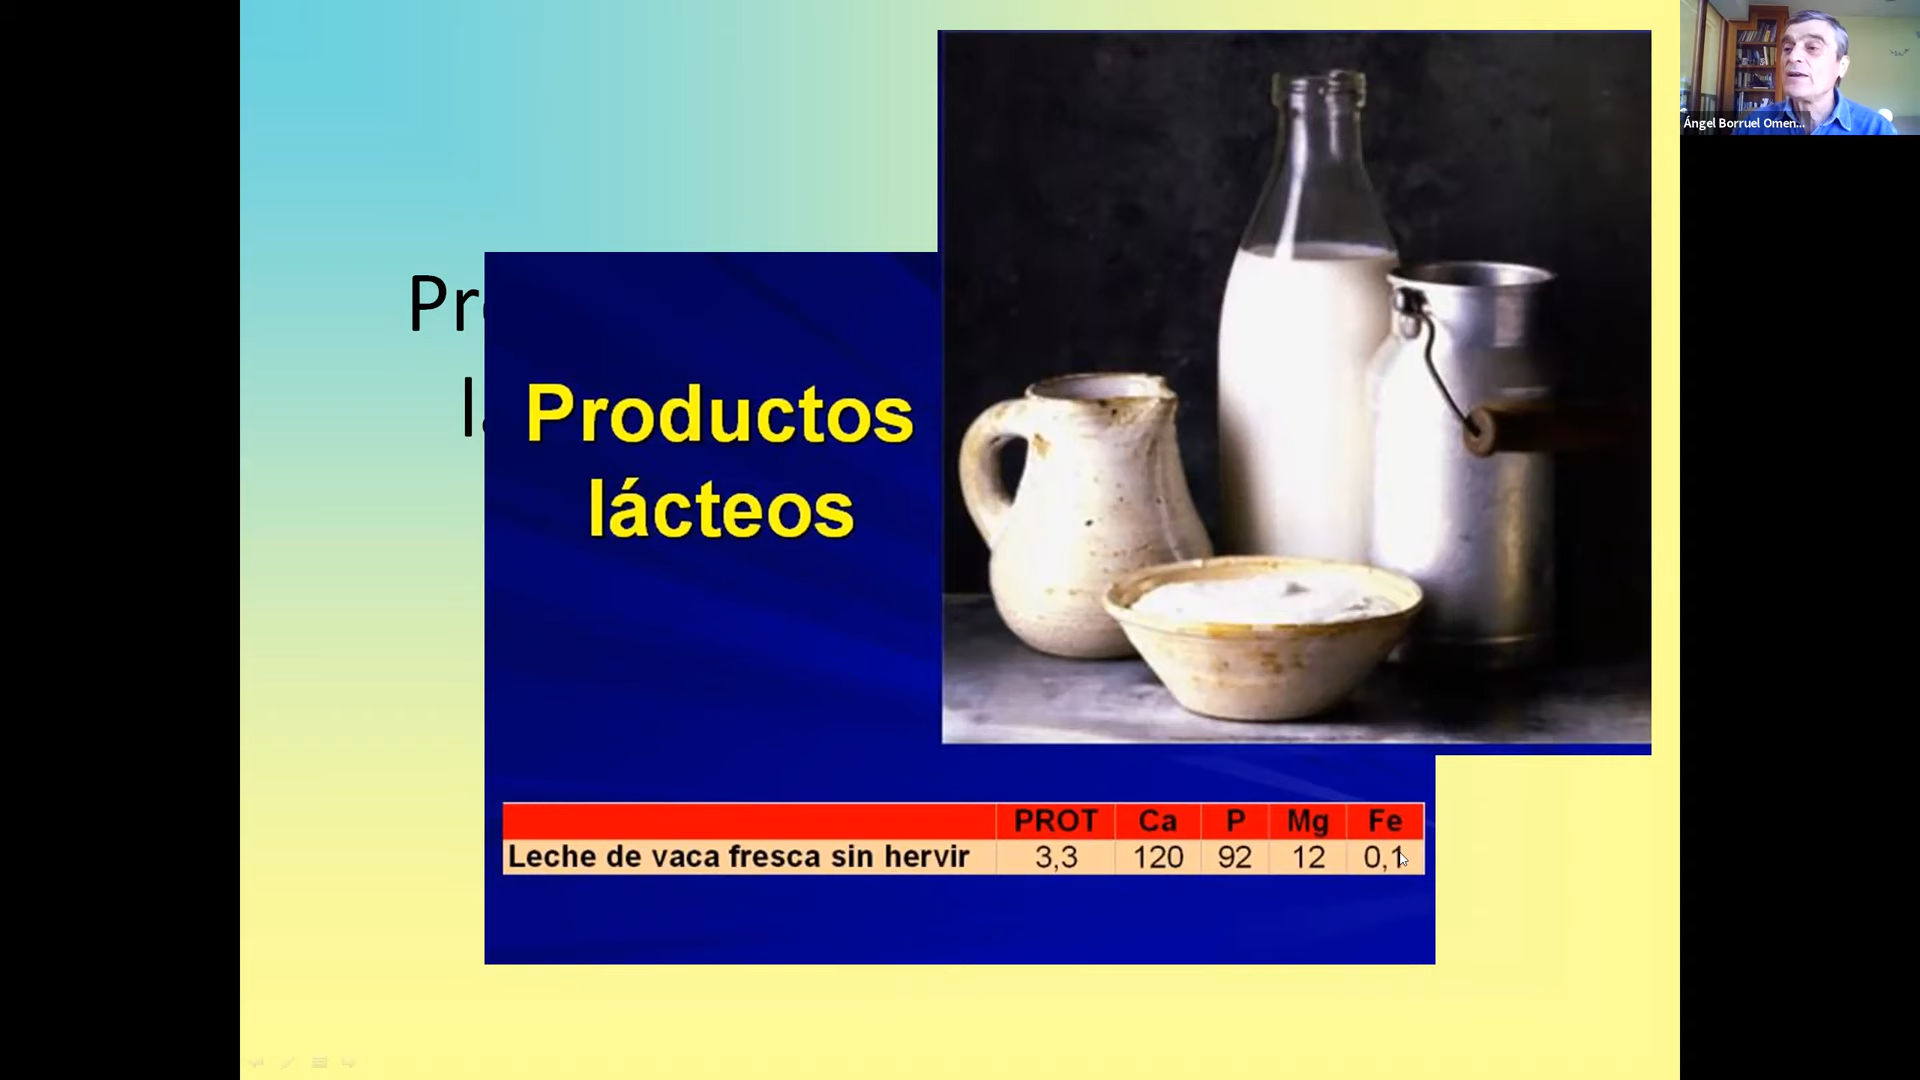 Ángel Borruel Omen...
Productos
lácteos
PROT Ca P Mg Fe
Leche de vaca fresca sin hervir 3,3 120 92 12 0,1